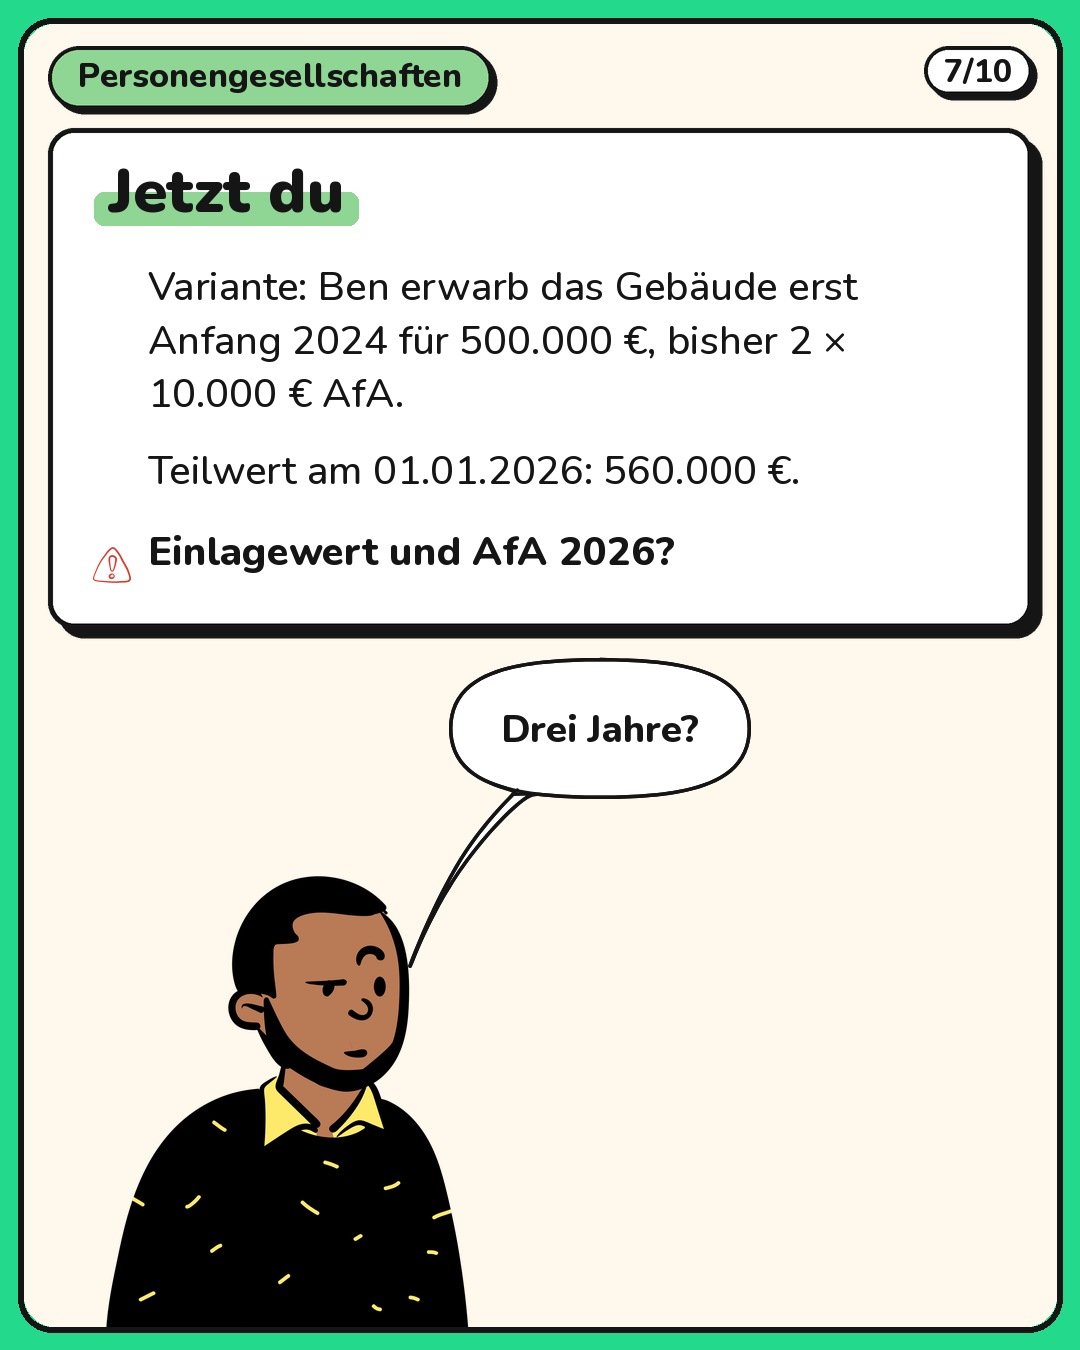 Personengesellschaften
7/10
Jetzt du
Variante: Ben erwarb das Gebäude erst
Anfang 2024 für 500.000 €, bisher 2 ×
10.000 € AfA.
Teilwert am 01.01.2026: 560.000 €.
Einlagewert und AfA 2026?
Drei Jahre?